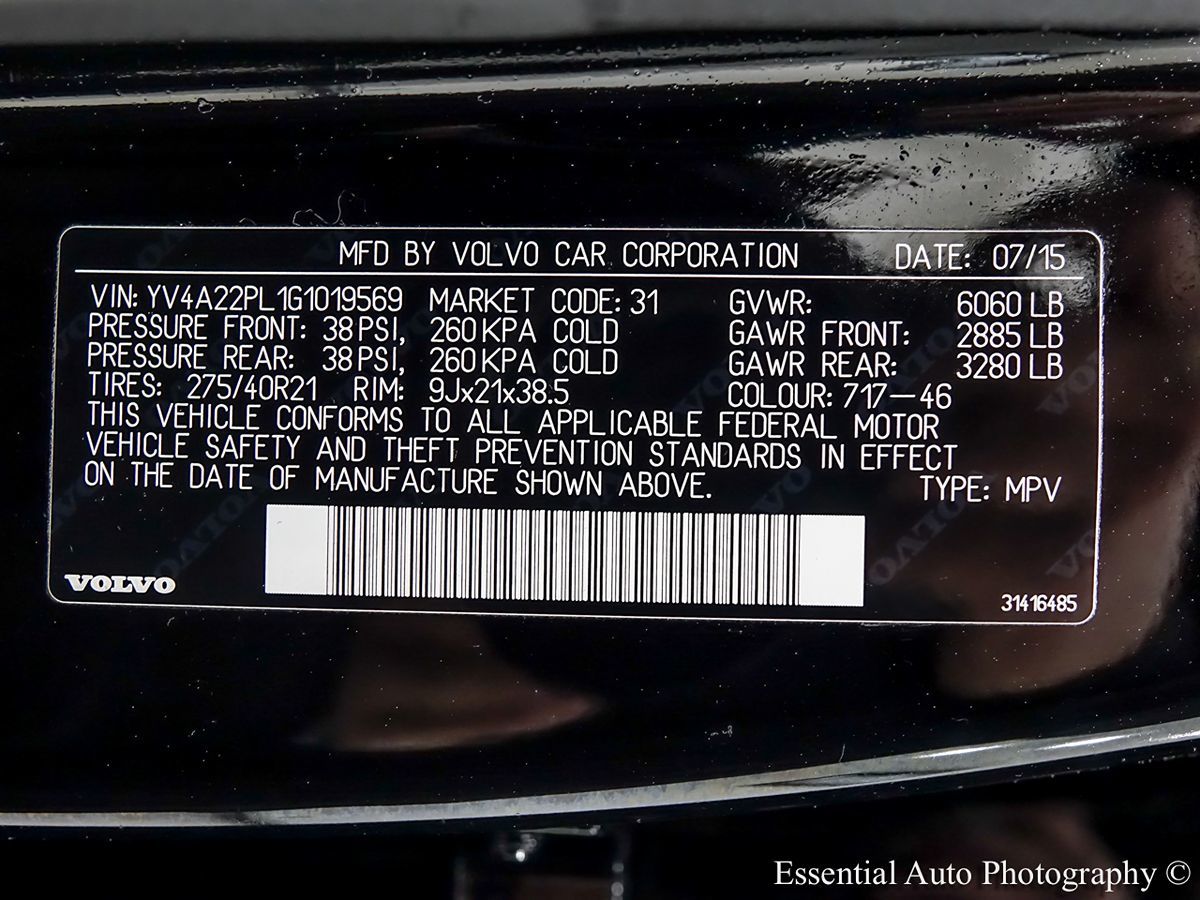 MFD BY VOLVO CAR CORPORATION DATE: 07/15
VIN: YV4A22PL1G1019569 MARKET CODE: 31 GVWR: 6060 LB
PRESSURE FRONT: 38 PSI, 260 KPA COLD GAWR FRONT: 2885 LB
PRESSURE REAR: 38 PSI, 260 KPA COLD GAWR REAR: 3280 LB
TIRES: 275/40R21 RIM: 9Jx21x38.5 COLOUR: 717-46
THIS VEHICLE CONFORMS TO ALL APPLICABLE FEDERAL MOTOR
VEHICLE SAFETY AND THEFT PREVENTION STANDARDS IN EFFECT
ON THE DATE OF MANUFACTURE SHOWN ABOVE. TYPE: MPV
VOLVO
31416485
Essential Auto Photography ©